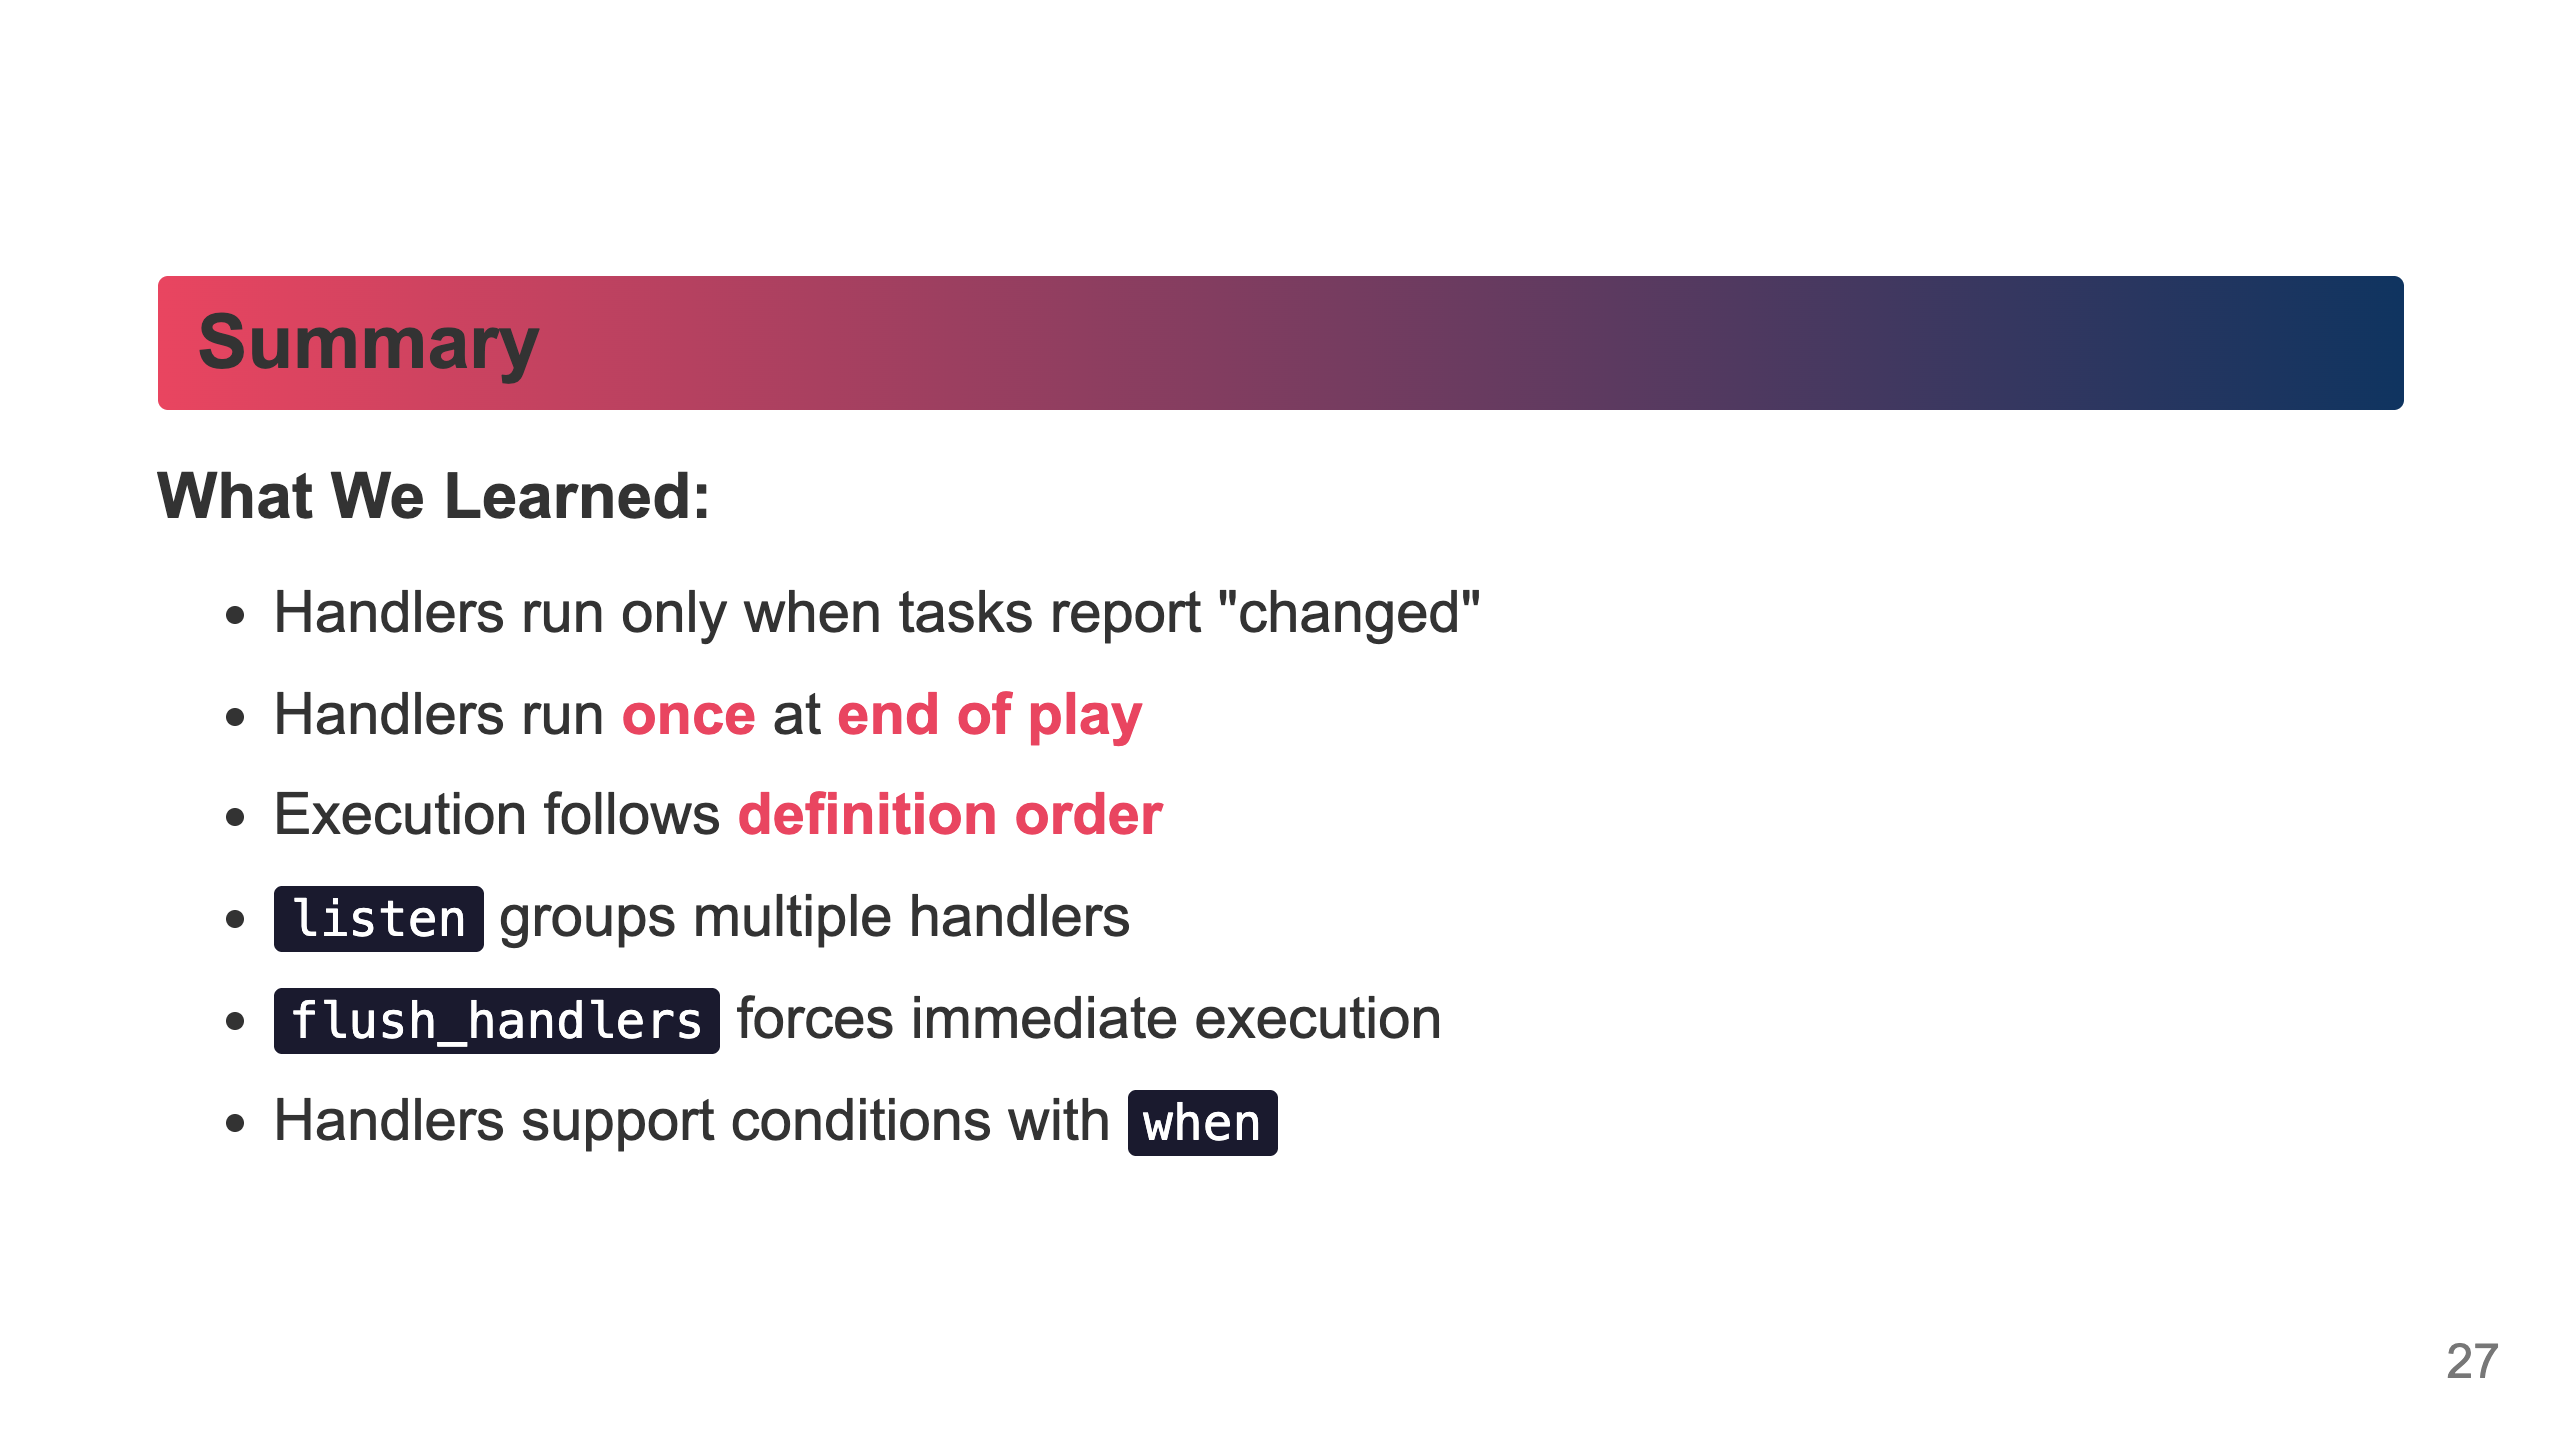 Summary
What We Learned:
• Handlers run only when tasks report "changed"
• Handlers run once at end of play
• Execution follows definition order
• listen groups multiple handlers
• flush_handlers forces immediate execution
• Handlers support conditions with when
27